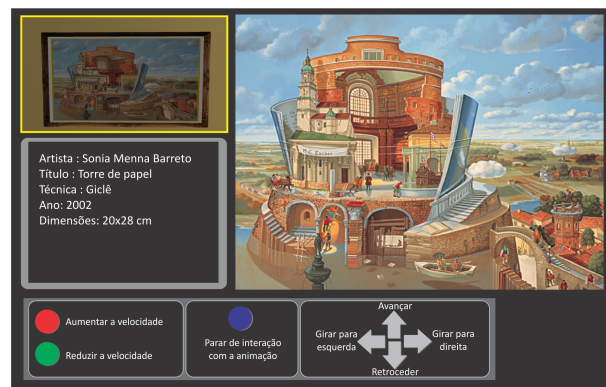 Artista : Sonia Menna Barreto
Título : Torre de papel
Técnica : Giclê
Ano: 2002
Dimensões: 20x28 cm
M.C. Escher
Aumentar a velocidade
Reduzir a velocidade
Parar de interação
com a animação
Avançar
Girar para
esquerda
Girar para
direita
Retroceder